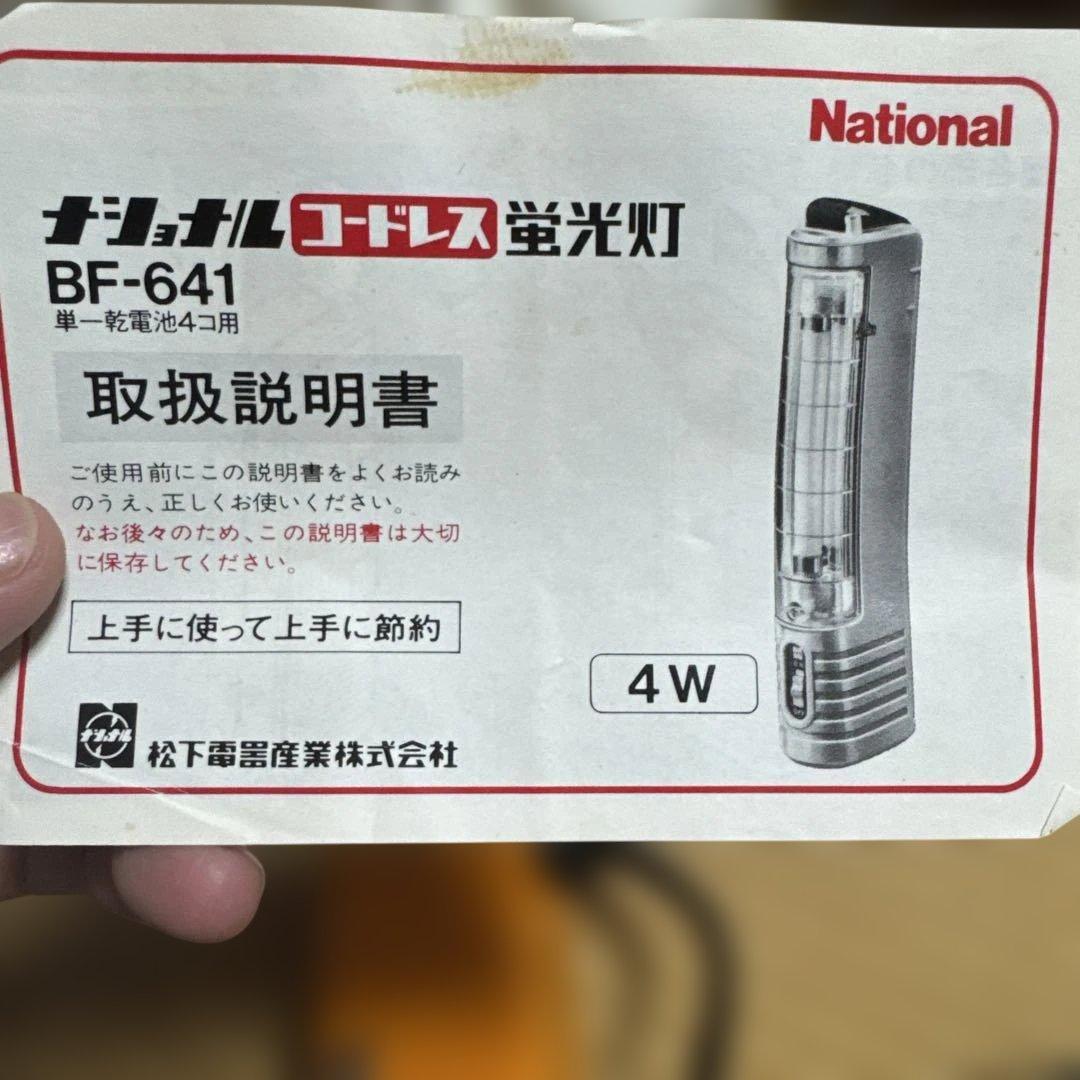 National
ナショナル コードレス 蛍光灯
BF-641
単一乾電池4コ用
取扱説明書
ご使用前にこの説明書をよくお読み
のうえ、正しくお使いください。
なお後々のため、この説明書は大切
に保存してください。
上手に使って上手に節約
4W
ナショナル
松下電器産業株式会社